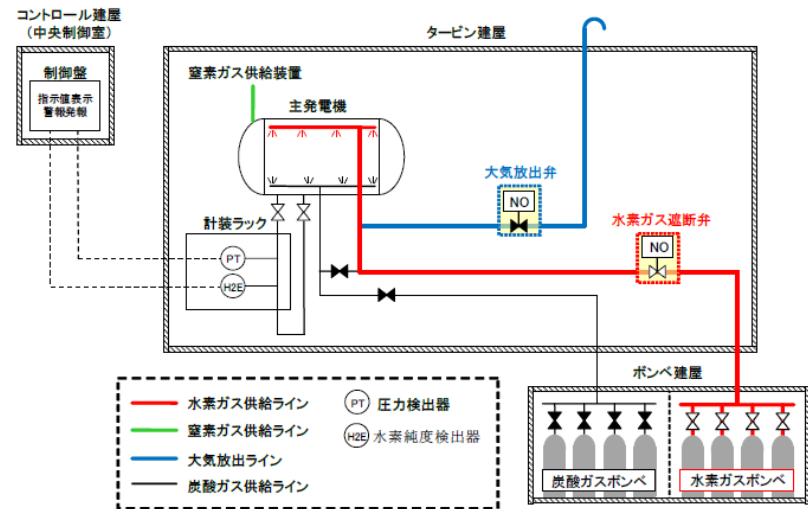 コントロール建屋
（中央制御室）
制御盤
指示値表示
警報発報
タービン建屋
窒素ガス供給装置
主発電機
大気放出弁
NO
水素ガス遮断弁
NO
計装ラック
PT
H2E
ボンベ建屋
炭酸ガスボンベ
水素ガスボンベ
水素ガス供給ライン
窒素ガス供給ライン
大気放出ライン
炭酸ガス供給ライン
PT 圧力検出器
H2E 水素純度検出器